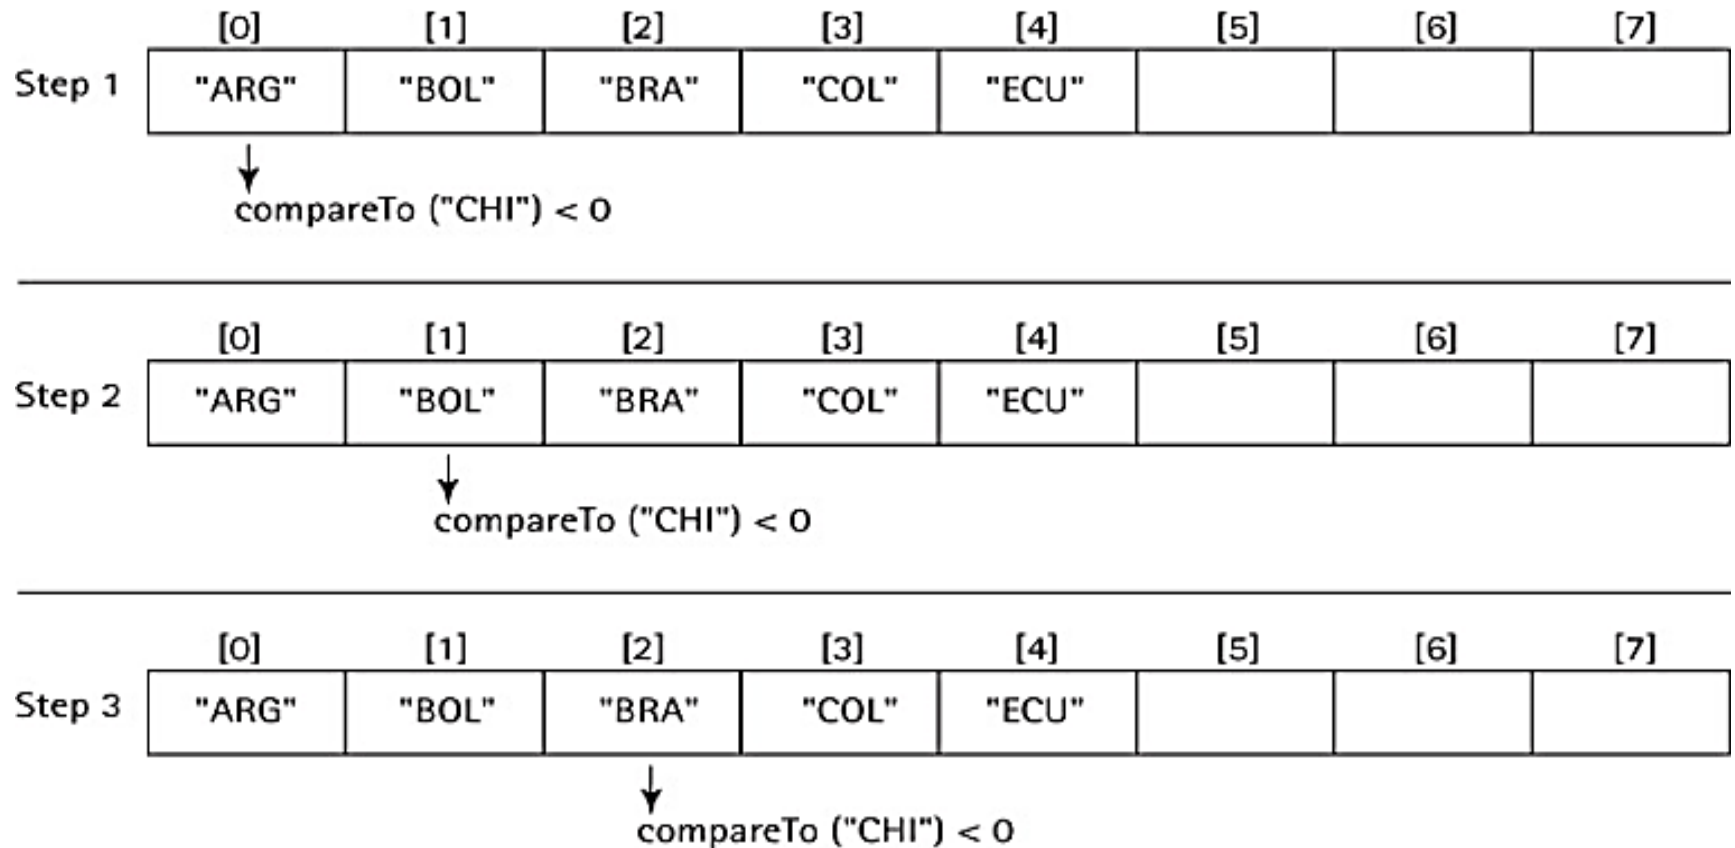 [0] [1] [2] [3] [4] [5] [6] [7]
Step 1 "ARG" "BOL" "BRA" "COL" "ECU"
compareTo ("CHI") < 0
[0] [1] [2] [3] [4] [5] [6] [7]
Step 2 "ARG" "BOL" "BRA" "COL" "ECU"
compareTo ("CHI") < 0
[0] [1] [2] [3] [4] [5] [6] [7]
Step 3 "ARG" "BOL" "BRA" "COL" "ECU"
compareTo ("CHI") < 0